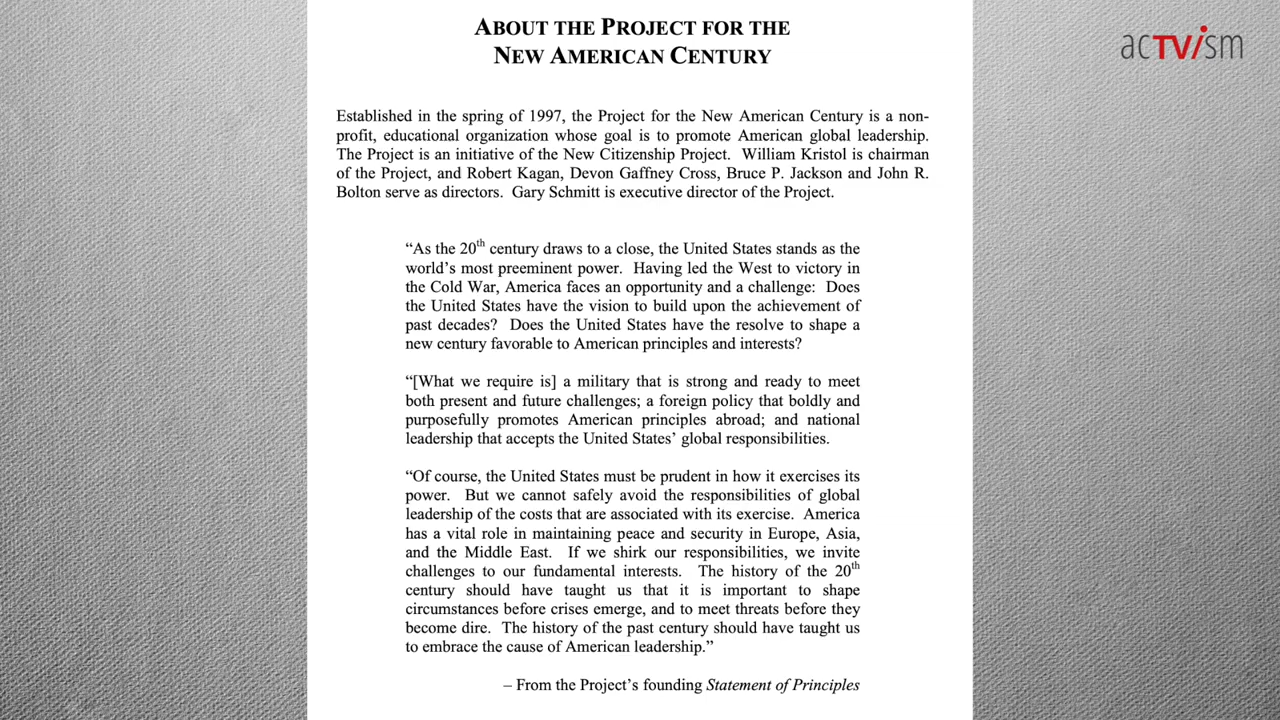 ABOUT THE PROJECT FOR THE
NEW AMERICAN CENTURY
acTVism
Established in the spring of 1997, the Project for the New American Century is a non-
profit, educational organization whose goal is to promote American global leadership.
The Project is an initiative of the New Citizenship Project.  William Kristol is chairman
of the Project, and Robert Kagan, Devon Gaffney Cross, Bruce P. Jackson and John R.
Bolton serve as directors.  Gary Schmitt is executive director of the Project.
“As the 20th century draws to a close, the United States stands as the
world’s most preeminent power.  Having led the West to victory in
the Cold War, America faces an opportunity and a challenge:  Does
the United States have the vision to build upon the achievement of
past decades?  Does the United States have the resolve to shape a
new century favorable to American principles and interests?
“[What we require is] a military that is strong and ready to meet
both present and future challenges; a foreign policy that boldly and
purposefully promotes American principles abroad; and national
leadership that accepts the United States’ global responsibilities.
“Of course, the United States must be prudent in how it exercises its
power.  But we cannot safely avoid the responsibilities of global
leadership of the costs that are associated with its exercise.  America
has a vital role in maintaining peace and security in Europe, Asia,
and the Middle East.  If we shirk our responsibilities, we invite
challenges to our fundamental interests.  The history of the 20th
century should have taught us that it is important to shape
circumstances before crises emerge, and to meet threats before they
become dire.  The history of the past century should have taught us
to embrace the cause of American leadership.”
– From the Project’s founding Statement of Principles